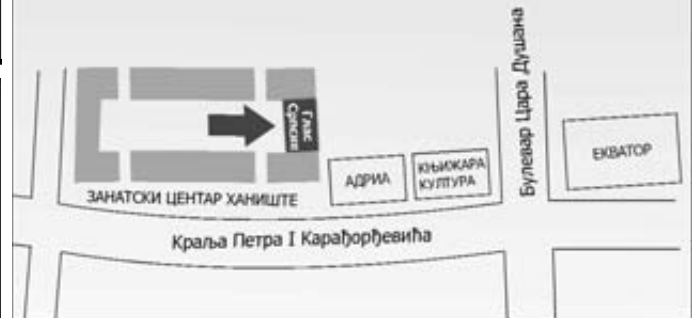 Глас
Српске
ЗАНАТСКИ ЦЕНТАР ХАНИШТЕ
АДРИА
КЊИЖАРА
КУЛТУРА
Булевар Цара Душана
ЕКВАТОР
Краља Петра I Карађорђевића